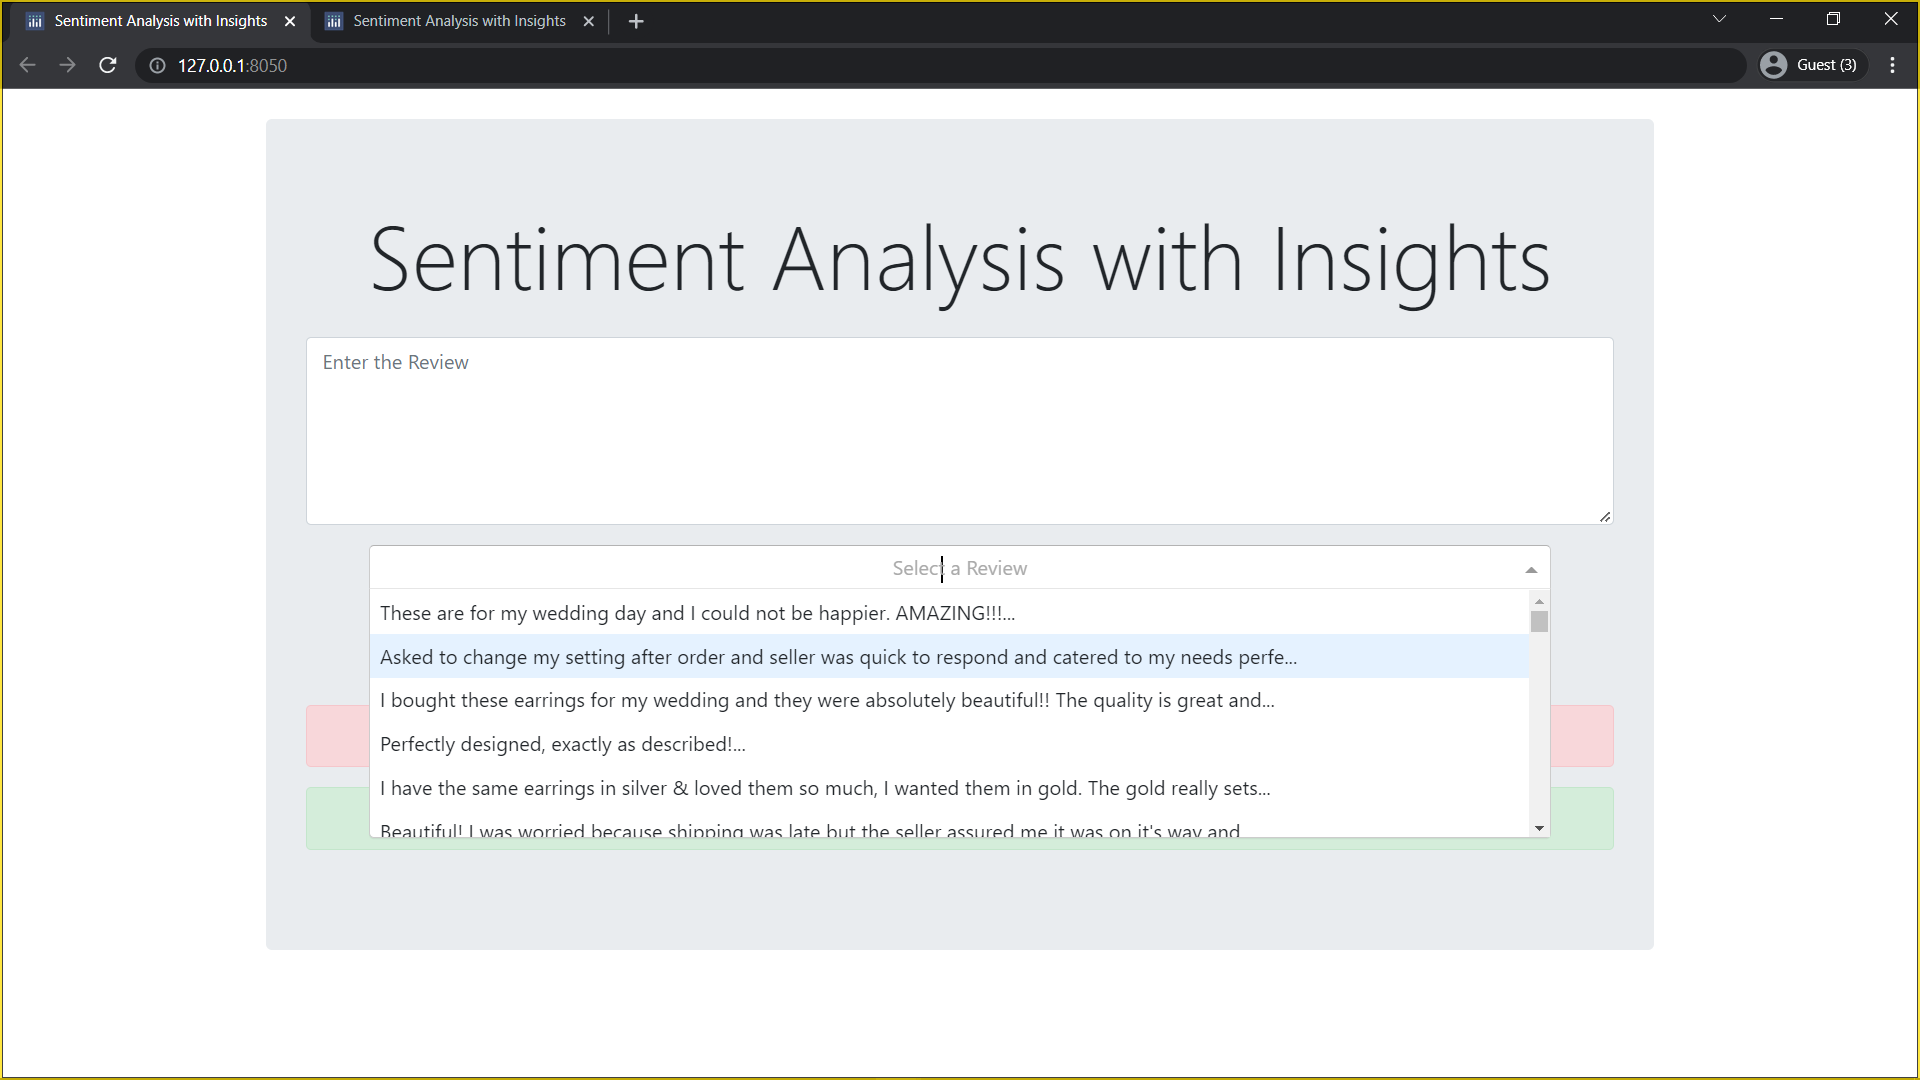 Sentiment Analysis with Insights
Sentiment Analysis with Insights
127.0.0.1:8050
Guest (3)
Sentiment Analysis with Insights
Enter the Review
Select a Review
These are for my wedding day and I could not be happier. AMAZING!!!...
Asked to change my setting after order and seller was quick to respond and catered to my needs perfe...
I bought these earrings for my wedding and they were absolutely beautiful!! The quality is great and...
Perfectly designed, exactly as described!...
I have the same earrings in silver & loved them so much, I wanted them in gold. The gold really sets...
Beautiful! I was worried because shipping was late but the seller assured me it was on it's way and